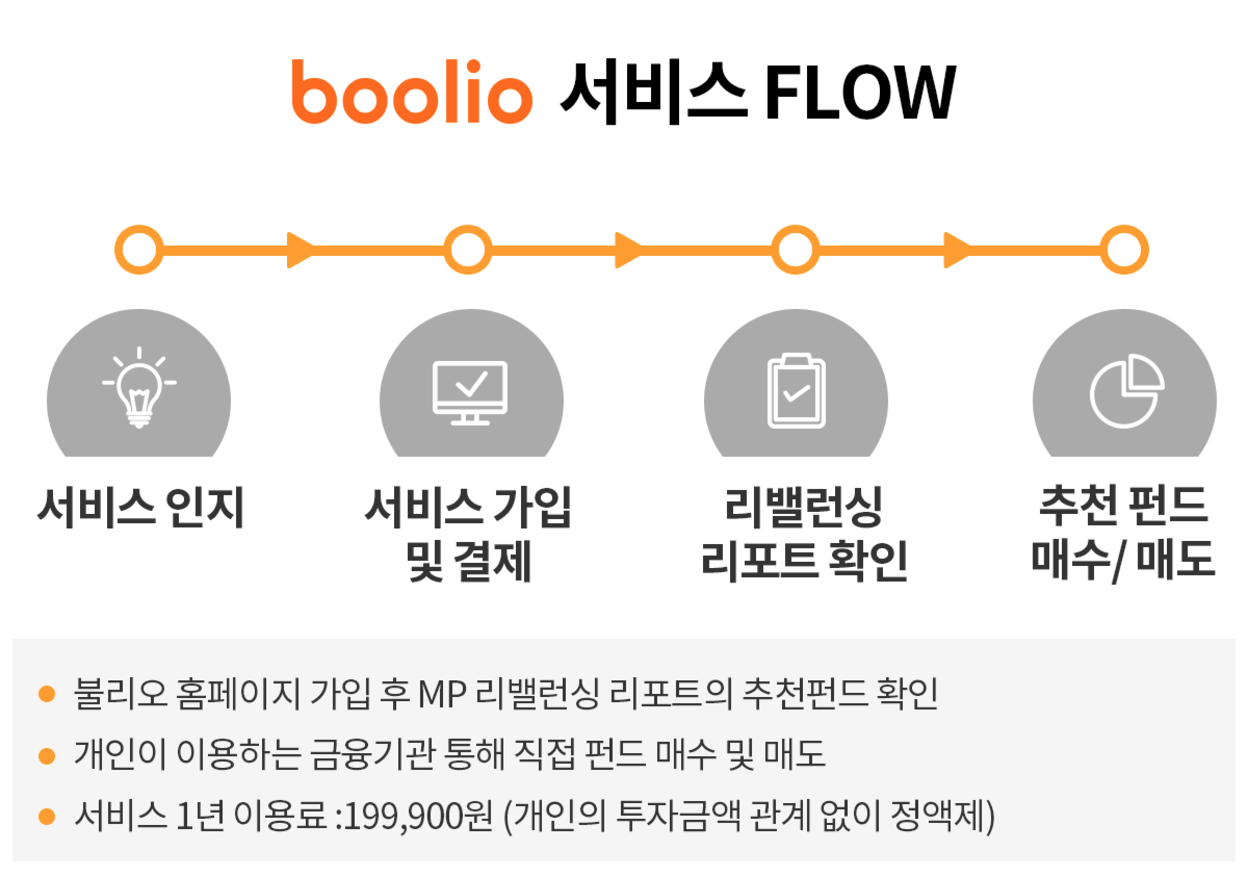 boolio 서비스 FLOW
서비스 인지
서비스 가입
및 결제
리밸런싱
리포트 확인
추천 펀드
매수/ 매도
불리오 홈페이지 가입 후 MP 리밸런싱 리포트의 추천펀드 확인
개인이 이용하는 금융기관 통해 직접 펀드 매수 및 매도
서비스 1년 이용료 :199,900원 (개인의 투자금액 관계 없이 정액제)